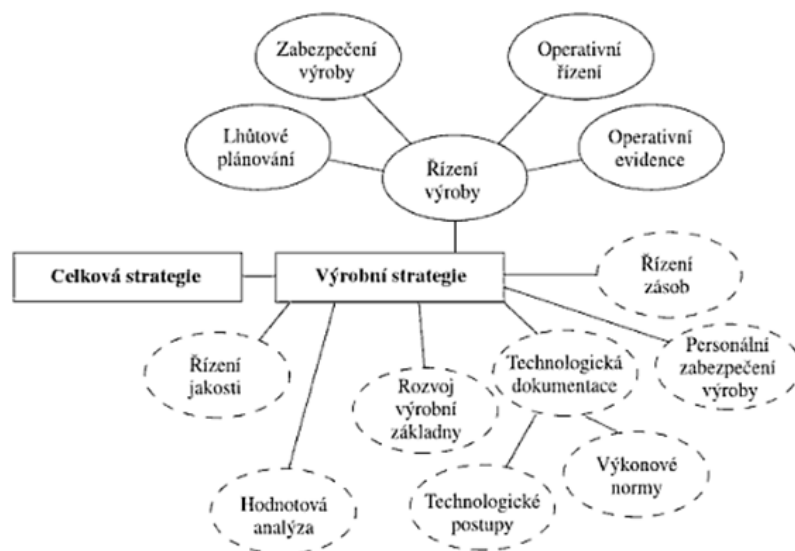 Zabezpečení
výroby
Operativní
řízení
Lhůtové
plánování
Řízení
výroby
Operativní
evidence
Celková strategie
Výrobní strategie
Řízení
zásob
Řízení
jakosti
Rozvoj
výrobní
základny
Technologická
dokumentace
Personální
zabezpečení
výroby
Hodnotová
analýza
Technologické
postupy
Výkonové
normy